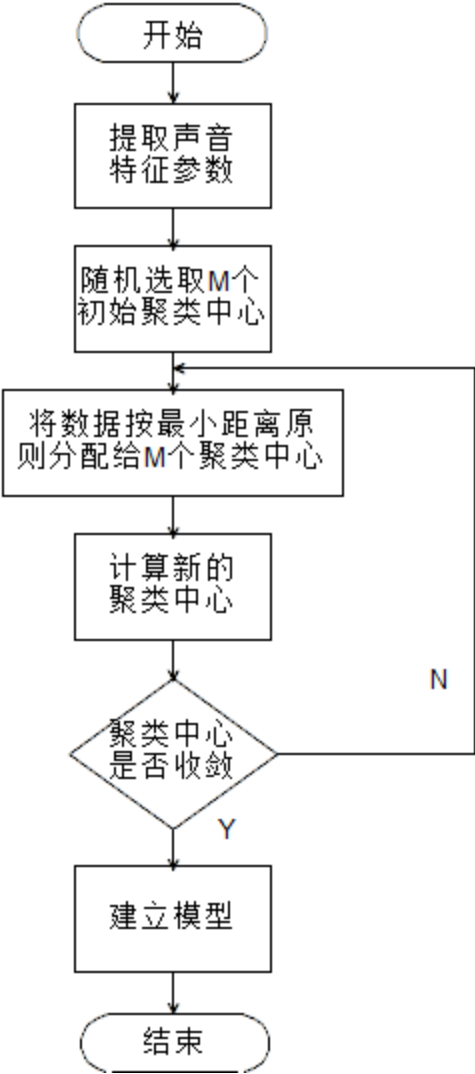 开始
提取声音
特征参数
随机选取M个
初始聚类中心
将数据按最小距离原
则分配给M个聚类中心
计算新的
聚类中心
N
聚类中心
是否收敛
Y
建立模型
结束